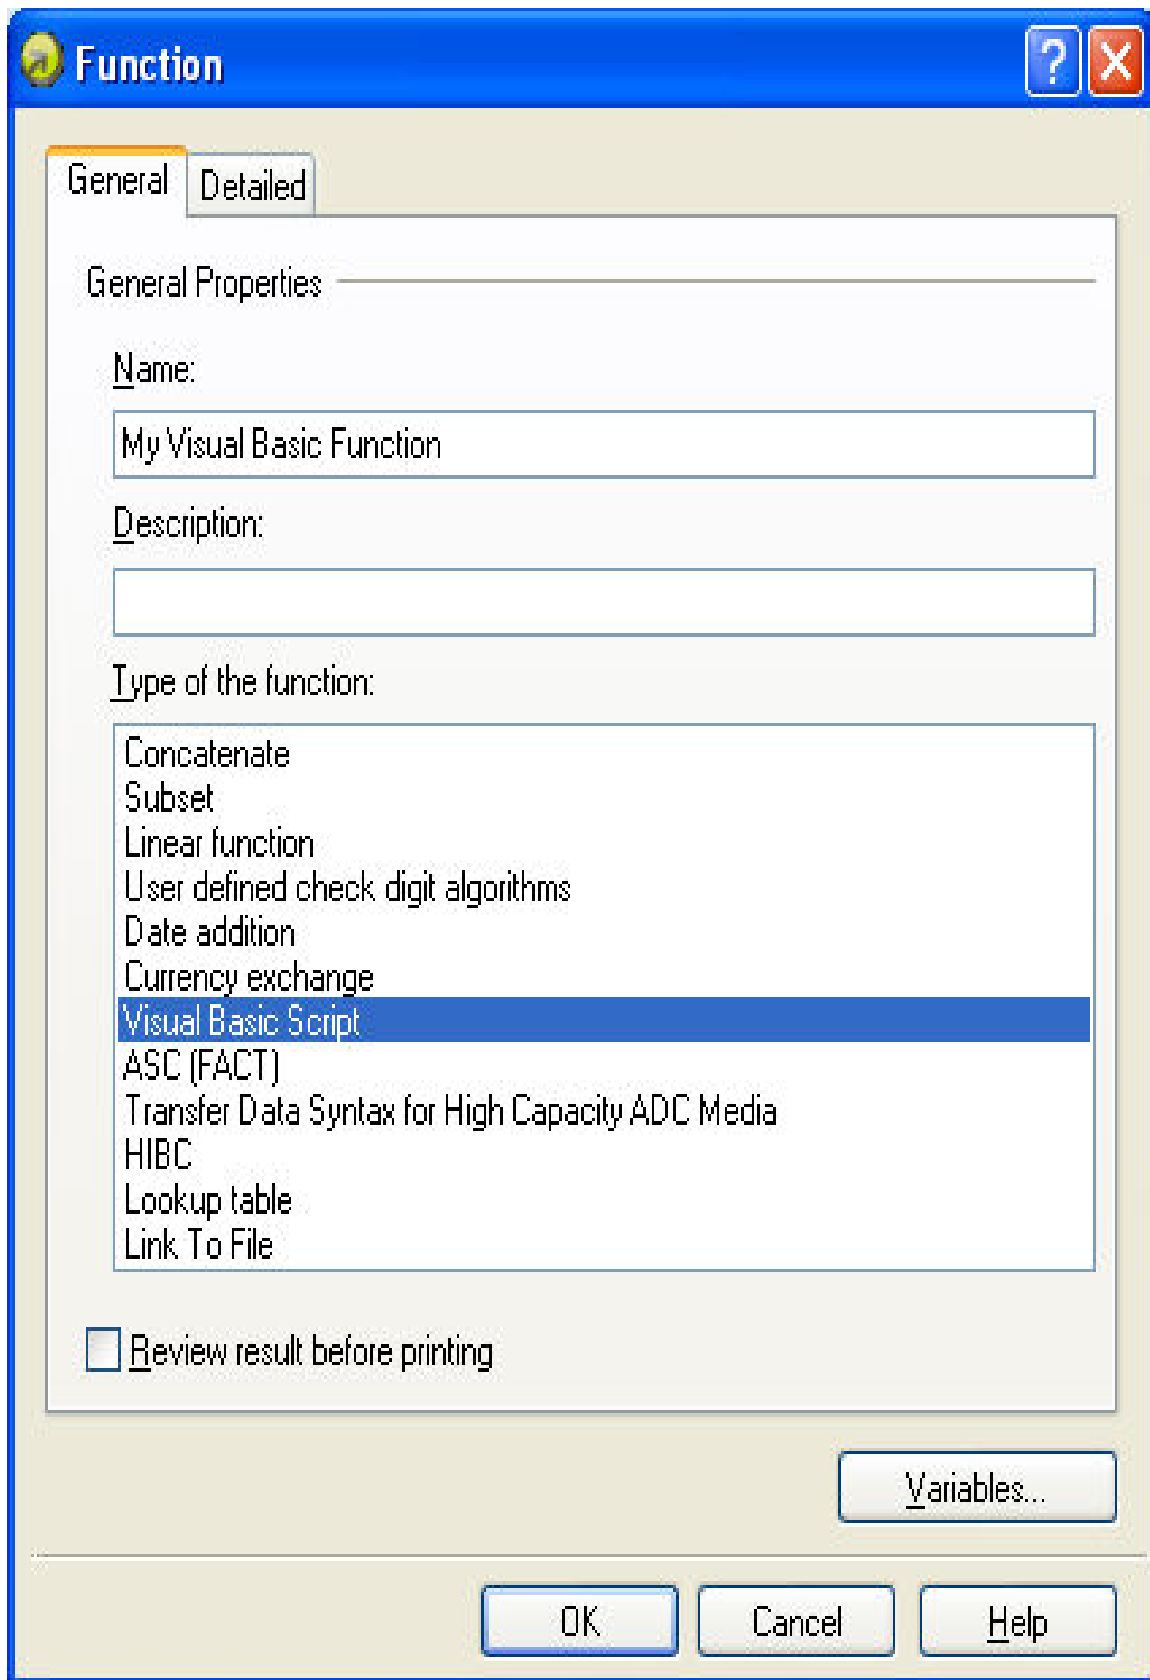 Function
?
General Detailed
General Properties
Name:
My Visual Basic Function
Description:
Type of the function:
Concatenate
Subset
Linear function
User defined check digit algorithms
Date addition
Currency exchange
Visual Basic Script
ASC (FACT)
Transfer Data Syntax for High Capacity ADC Media
HIBC
Lookup table
Link To File
Review result before printing
Variables...
OK Cancel Help